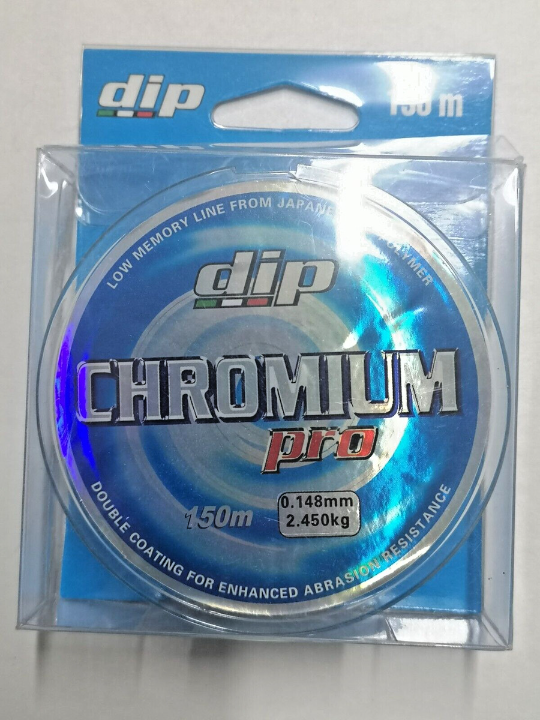 dip
150 m
LOW MEMORY LINE FROM JAPANE POLYMER
dip
CHROMIUM
pro
150m
0.148mm
2.450kg
DOUBLE COATING FOR ENHANCED ABRASION RESISTANCE